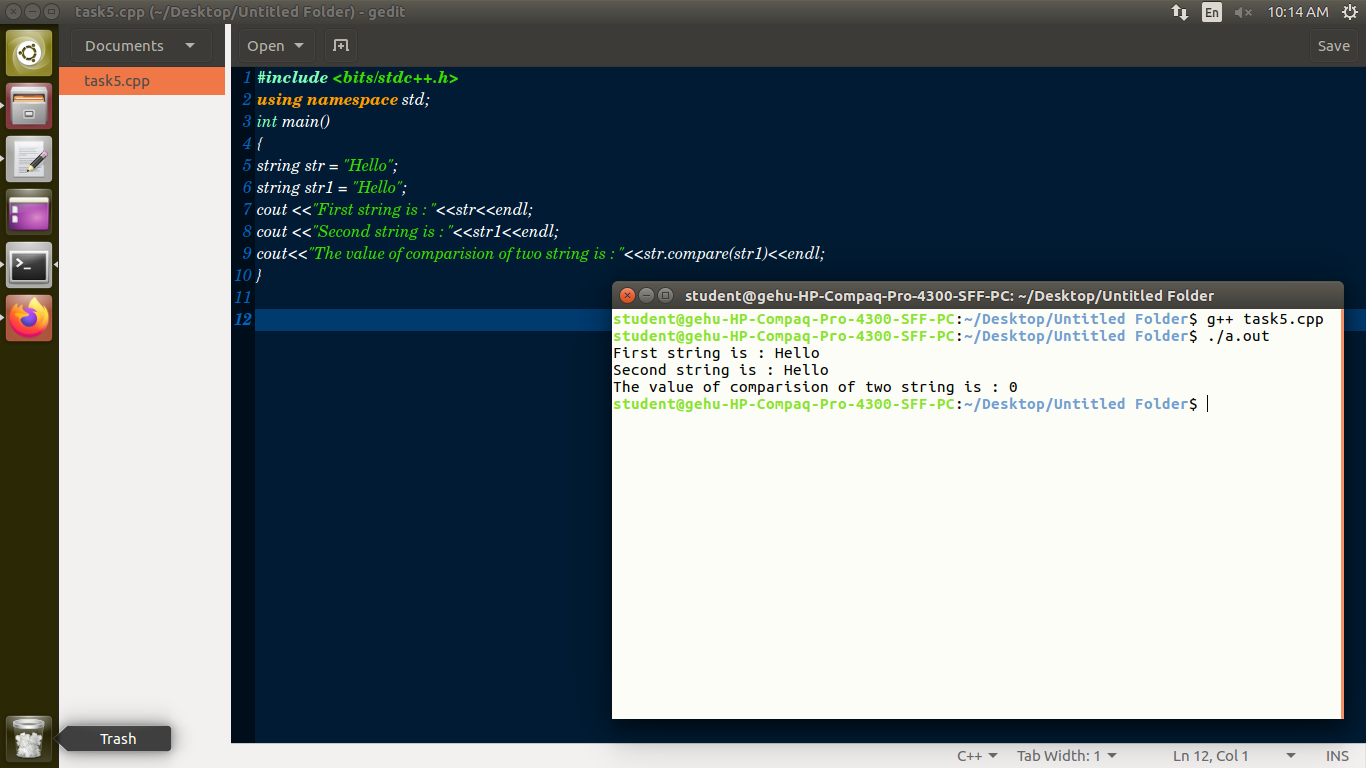 task5.cpp (~/Desktop/Untitled Folder) - gedit
En
10:14 AM
Documents
Open
Save
task5.cpp
1 #include <bits/stdc++.h>
2 using namespace std;
3 int main()
4 {
5 string str = "Hello";
6 string str1 = "Hello";
7 cout <<"First string is : "<<str<<endl;
8 cout <<"Second string is : "<<str1<<endl;
9 cout<<"The value of comparision of two string is : "<<str.compare(str1)<<endl;
10 }
11
12
student@gehu-HP-Compaq-Pro-4300-SFF-PC: ~/Desktop/Untitled Folder
student@gehu-HP-Compaq-Pro-4300-SFF-PC:~/Desktop/Untitled Folder$ g++ task5.cpp
student@gehu-HP-Compaq-Pro-4300-SFF-PC:~/Desktop/Untitled Folder$ ./a.out
First string is : Hello
Second string is : Hello
The value of comparision of two string is : 0
student@gehu-HP-Compaq-Pro-4300-SFF-PC:~/Desktop/Untitled Folder$
Trash
C++
Tab Width: 1
Ln 12, Col 1
INS